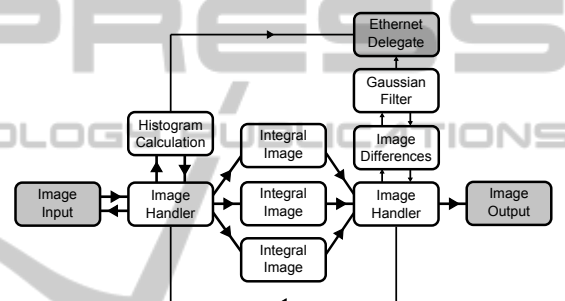 Ethernet
Delegate
Gaussian
Filter
Histogram
Calculation
Integral
Image
Image
Differences
Image
Input
Image
Handler
Integral
Image
Image
Handler
Image
Output
Integral
Image